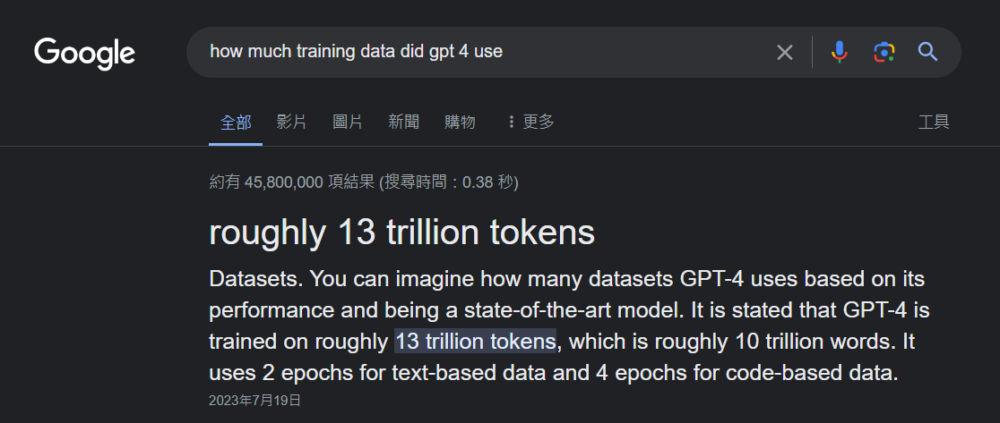 Google
how much training data did gpt 4 use
全部 影片 圖片 新聞 購物 更多 工具
約有 45,800,000 項結果 (搜尋時間：0.38 秒)
roughly 13 trillion tokens
Datasets. You can imagine how many datasets GPT-4 uses based on its
performance and being a state-of-the-art model. It is stated that GPT-4 is
trained on roughly 13 trillion tokens, which is roughly 10 trillion words. It
uses 2 epochs for text-based data and 4 epochs for code-based data.
2023年7月19日